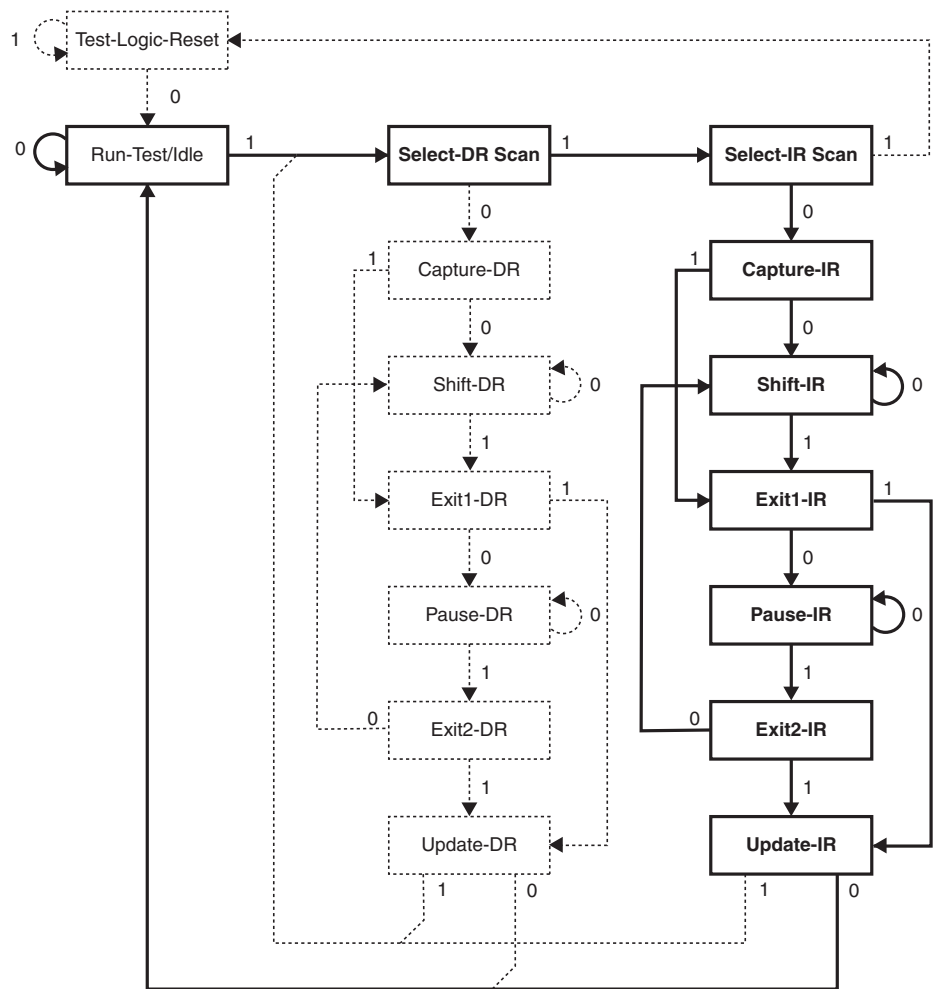 1
Test-Logic-Reset
0
0
Run-Test/Idle
1
Select-DR Scan
1
Select-IR Scan
1
0
0
1
Capture-DR
1
Capture-IR
0
0
Shift-DR
0
Shift-IR
0
1
1
Exit1-DR
1
Exit1-IR
1
0
0
Pause-DR
0
Pause-IR
0
1
1
0
Exit2-DR
0
Exit2-IR
1
1
Update-DR
Update-IR
1
0
1
0